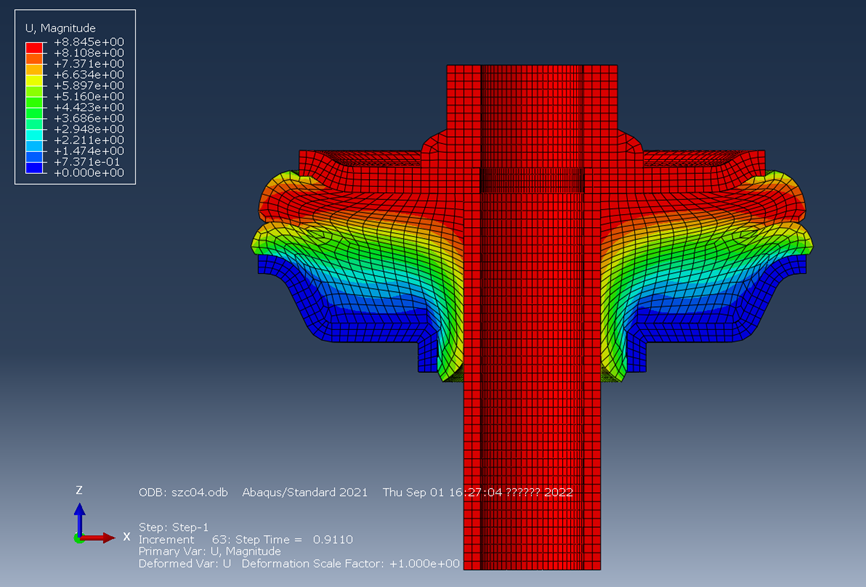 U, Magnitude
+8.845e+00
+8.108e+00
+7.371e+00
+6.634e+00
+5.897e+00
+5.160e+00
+4.423e+00
+3.686e+00
+2.948e+00
+2.211e+00
+1.474e+00
+7.371e-01
+0.000e+00
Z
X
ODB: szc04.odb Abaqus/Standard 2021 Thu Sep 01 16:27:04 ?????? 2022
Step: Step-1
Increment 63: Step Time = 0.9110
Primary Var: U, Magnitude
Deformed Var: U Deformation Scale Factor: +1.000e+00